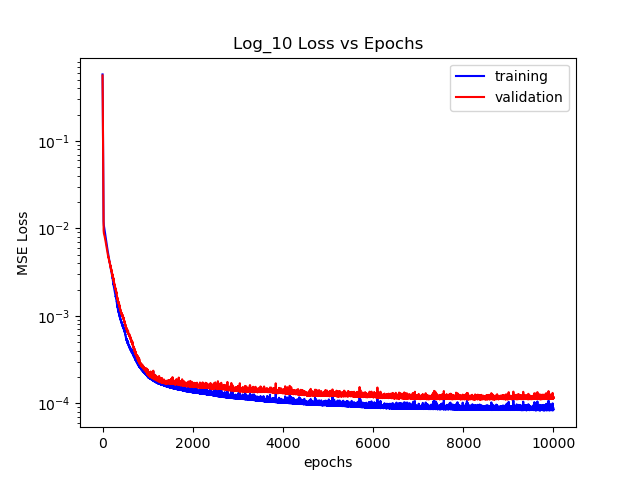 Log_10 Loss vs Epochs
training
validation
MSE Loss
10⁻¹
10⁻²
10⁻³
10⁻⁴
0 2000 4000 6000 8000 10000
epochs